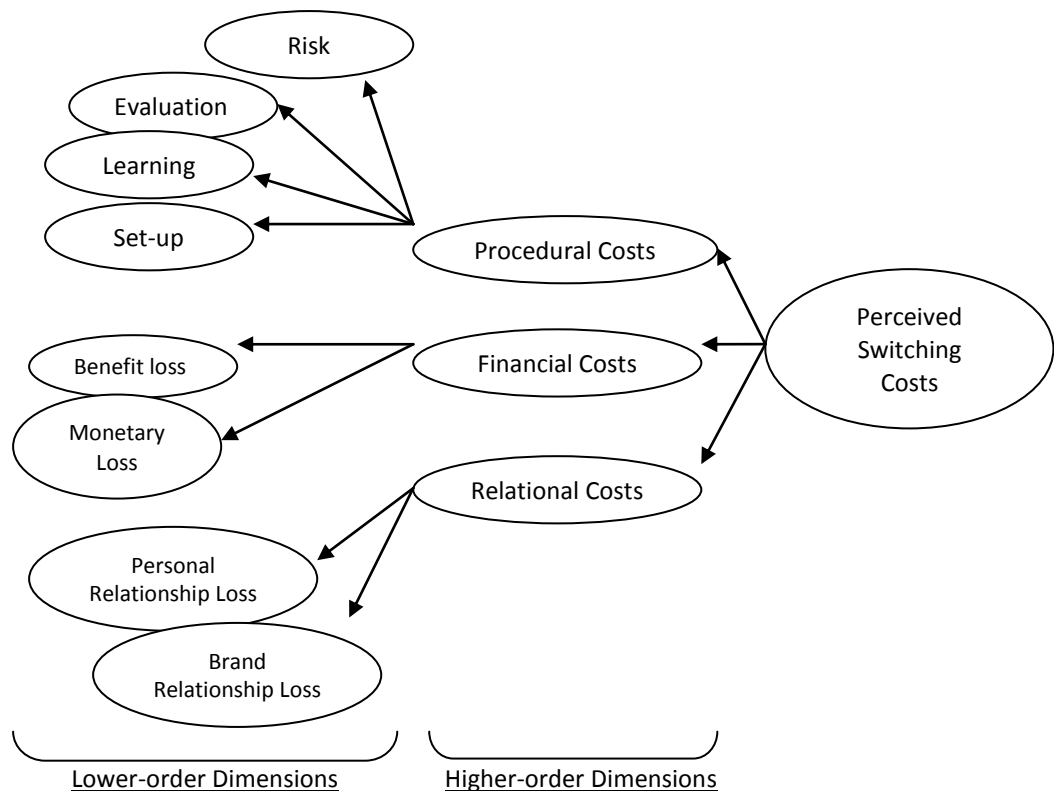 Risk
Evaluation
Learning
Set-up
Procedural Costs
Perceived
Switching
Costs
Benefit loss
Financial Costs
Monetary
Loss
Relational Costs
Personal
Relationship Loss
Brand
Relationship Loss
Lower-order Dimensions
Higher-order Dimensions